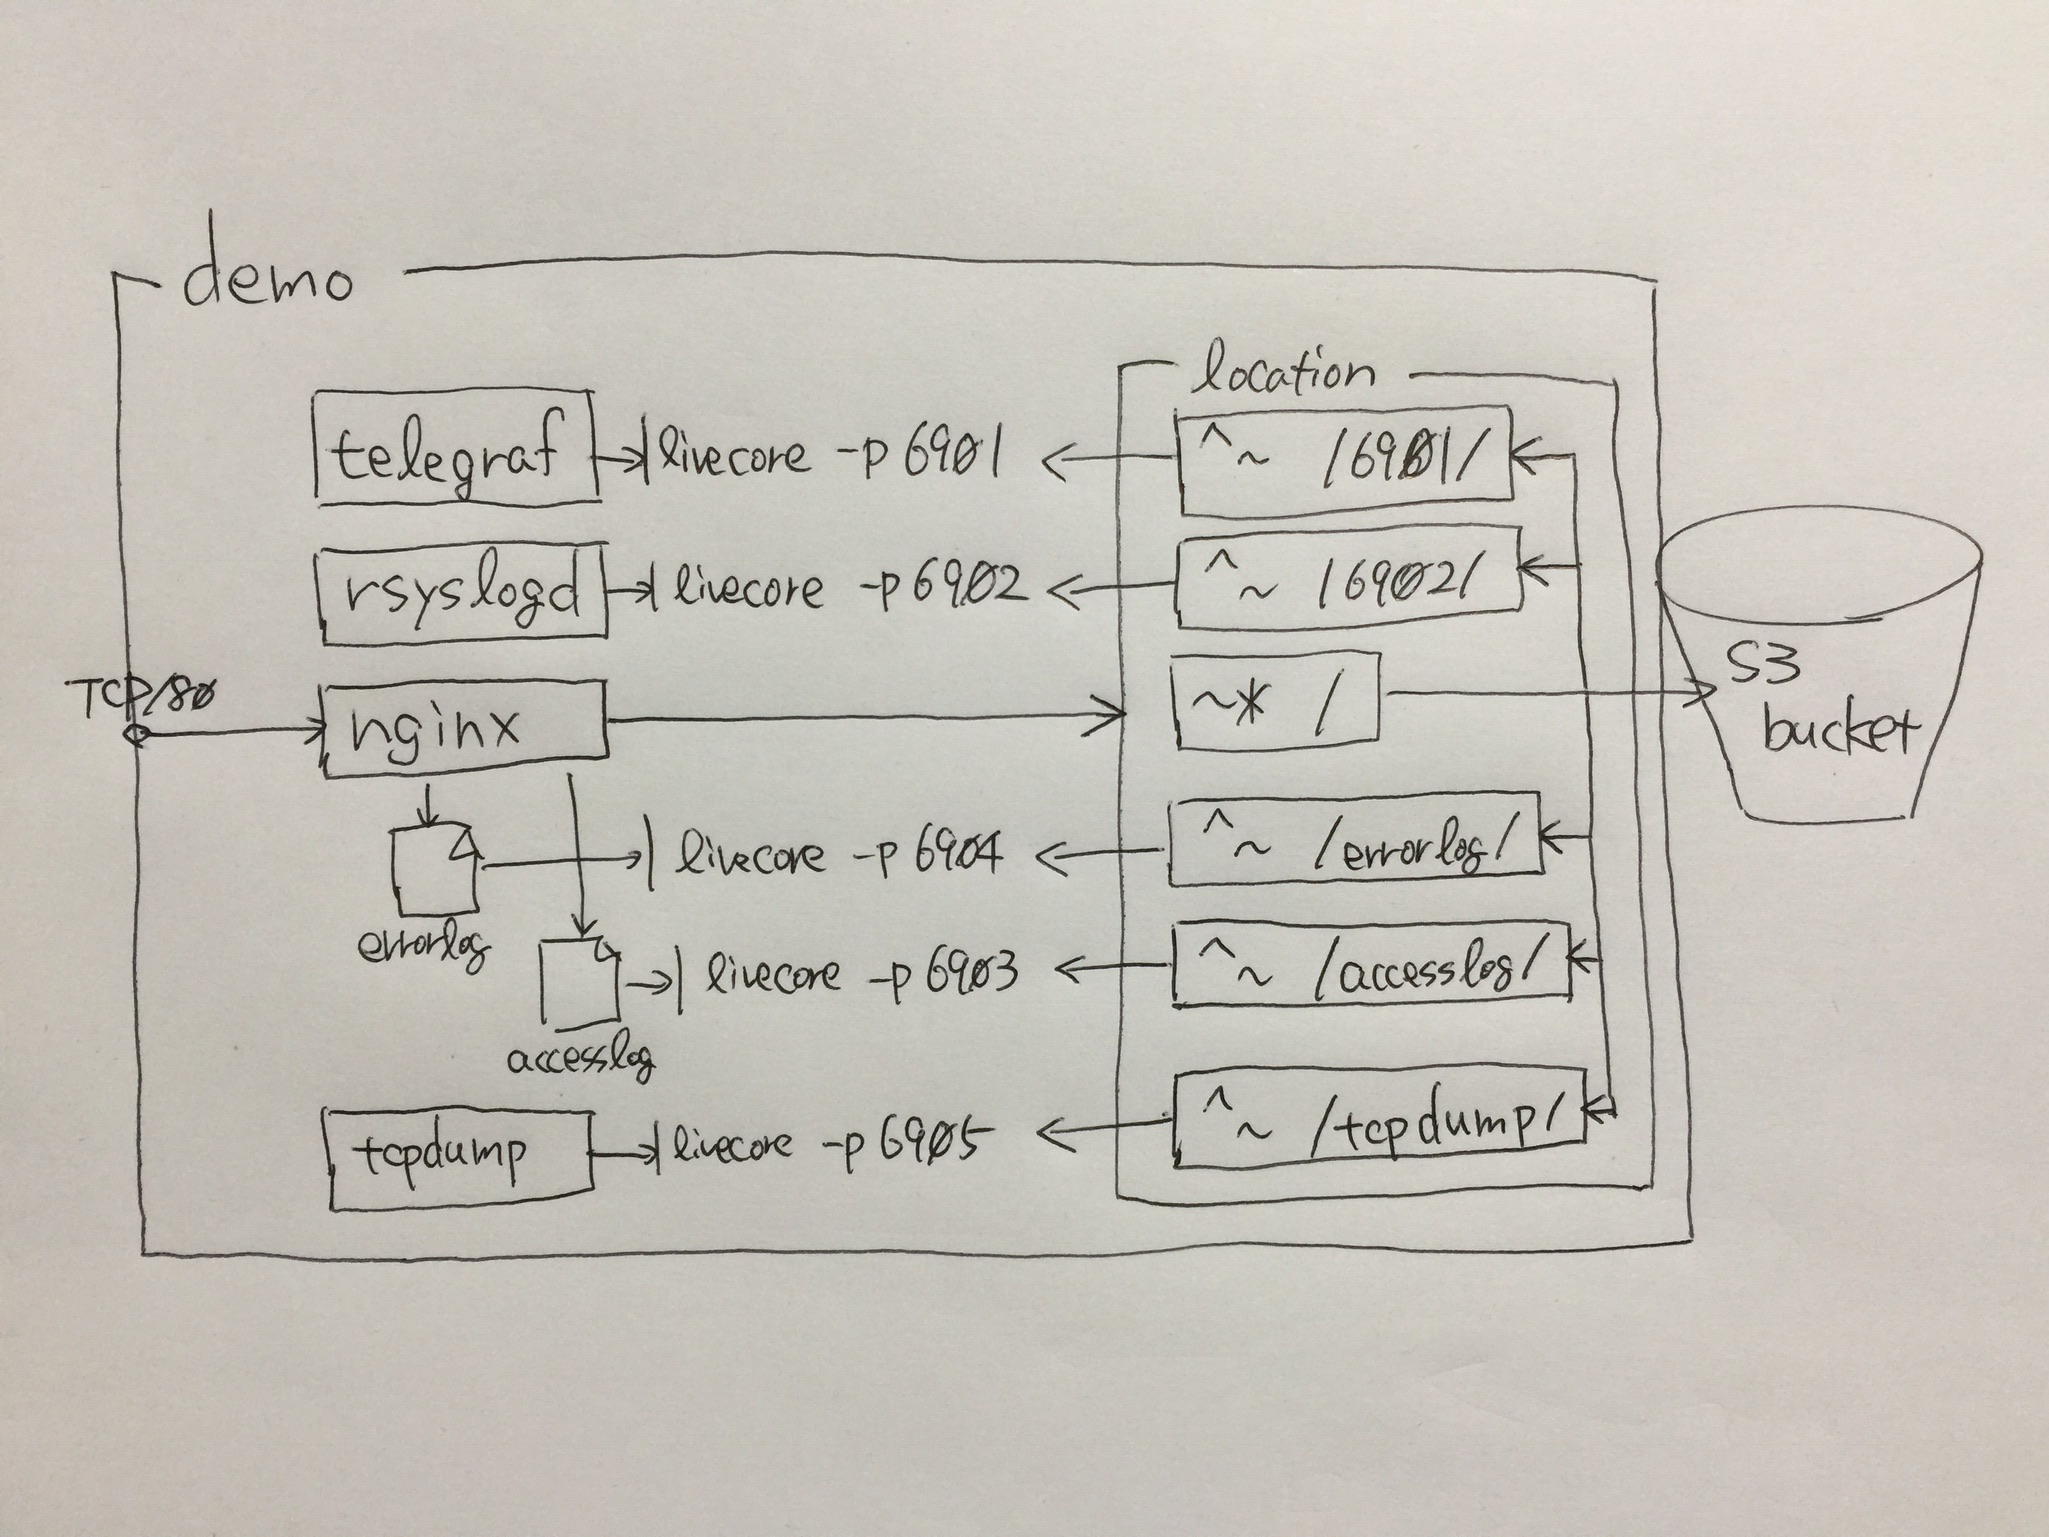 demo
location
telegraf
livecore -p 6901
^~ /6901/
rsyslogd
livecore -p 6902
^~ /6902/
TCP/80
nginx
~* /
S3
bucket
livecore -p 6904
^~ /errorlog/
errorlog
livecore -p 6903
^~ /accesslog/
accesslog
tcpdump
livecore -p 6905
^~ /tcpdump/